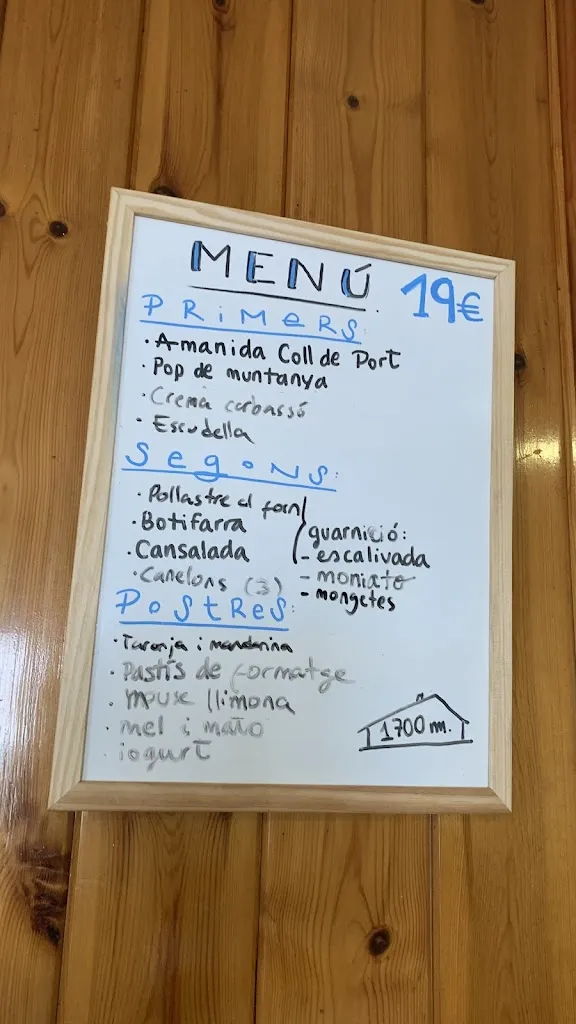 MENÚ 19€
PRiMeRS
· Amanida Coll de Port
· Pop de muntanya
· Crema carbassó
· Escudella
SegoNS:
· Pollastre al forn
· Botifarra
· Cansalada
· Canelons (3)
guarnició:
- escalivada
- moniato
- mongetes
PoStReS:
· Taronja i mandarina
· Pastís de formatge
· mouse llimona
· mel i mató
· iogurt
1700 m.